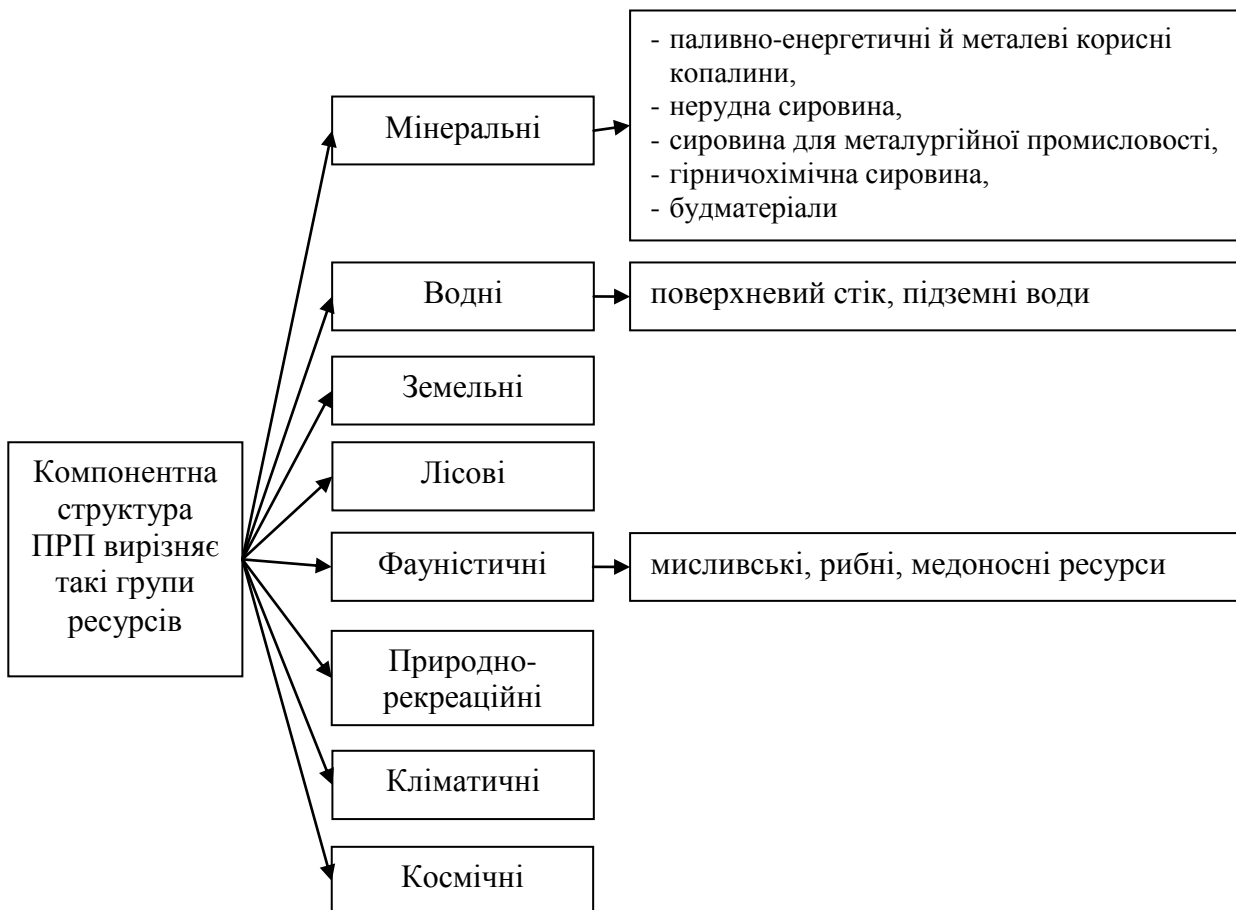 Компонентна
структура
ПРП вирізняє
такі групи
ресурсів
Мінеральні
- паливно-енергетичні й металеві корисні
копалини,
- нерудна сировина,
- сировина для металургійної промисловості,
- гірничохімічна сировина,
- будматеріали
Водні
поверхневий стік, підземні води
Земельні
Лісові
Фауністичні
мисливські, рибні, медоносні ресурси
Природно-
рекреаційні
Кліматичні
Космічні